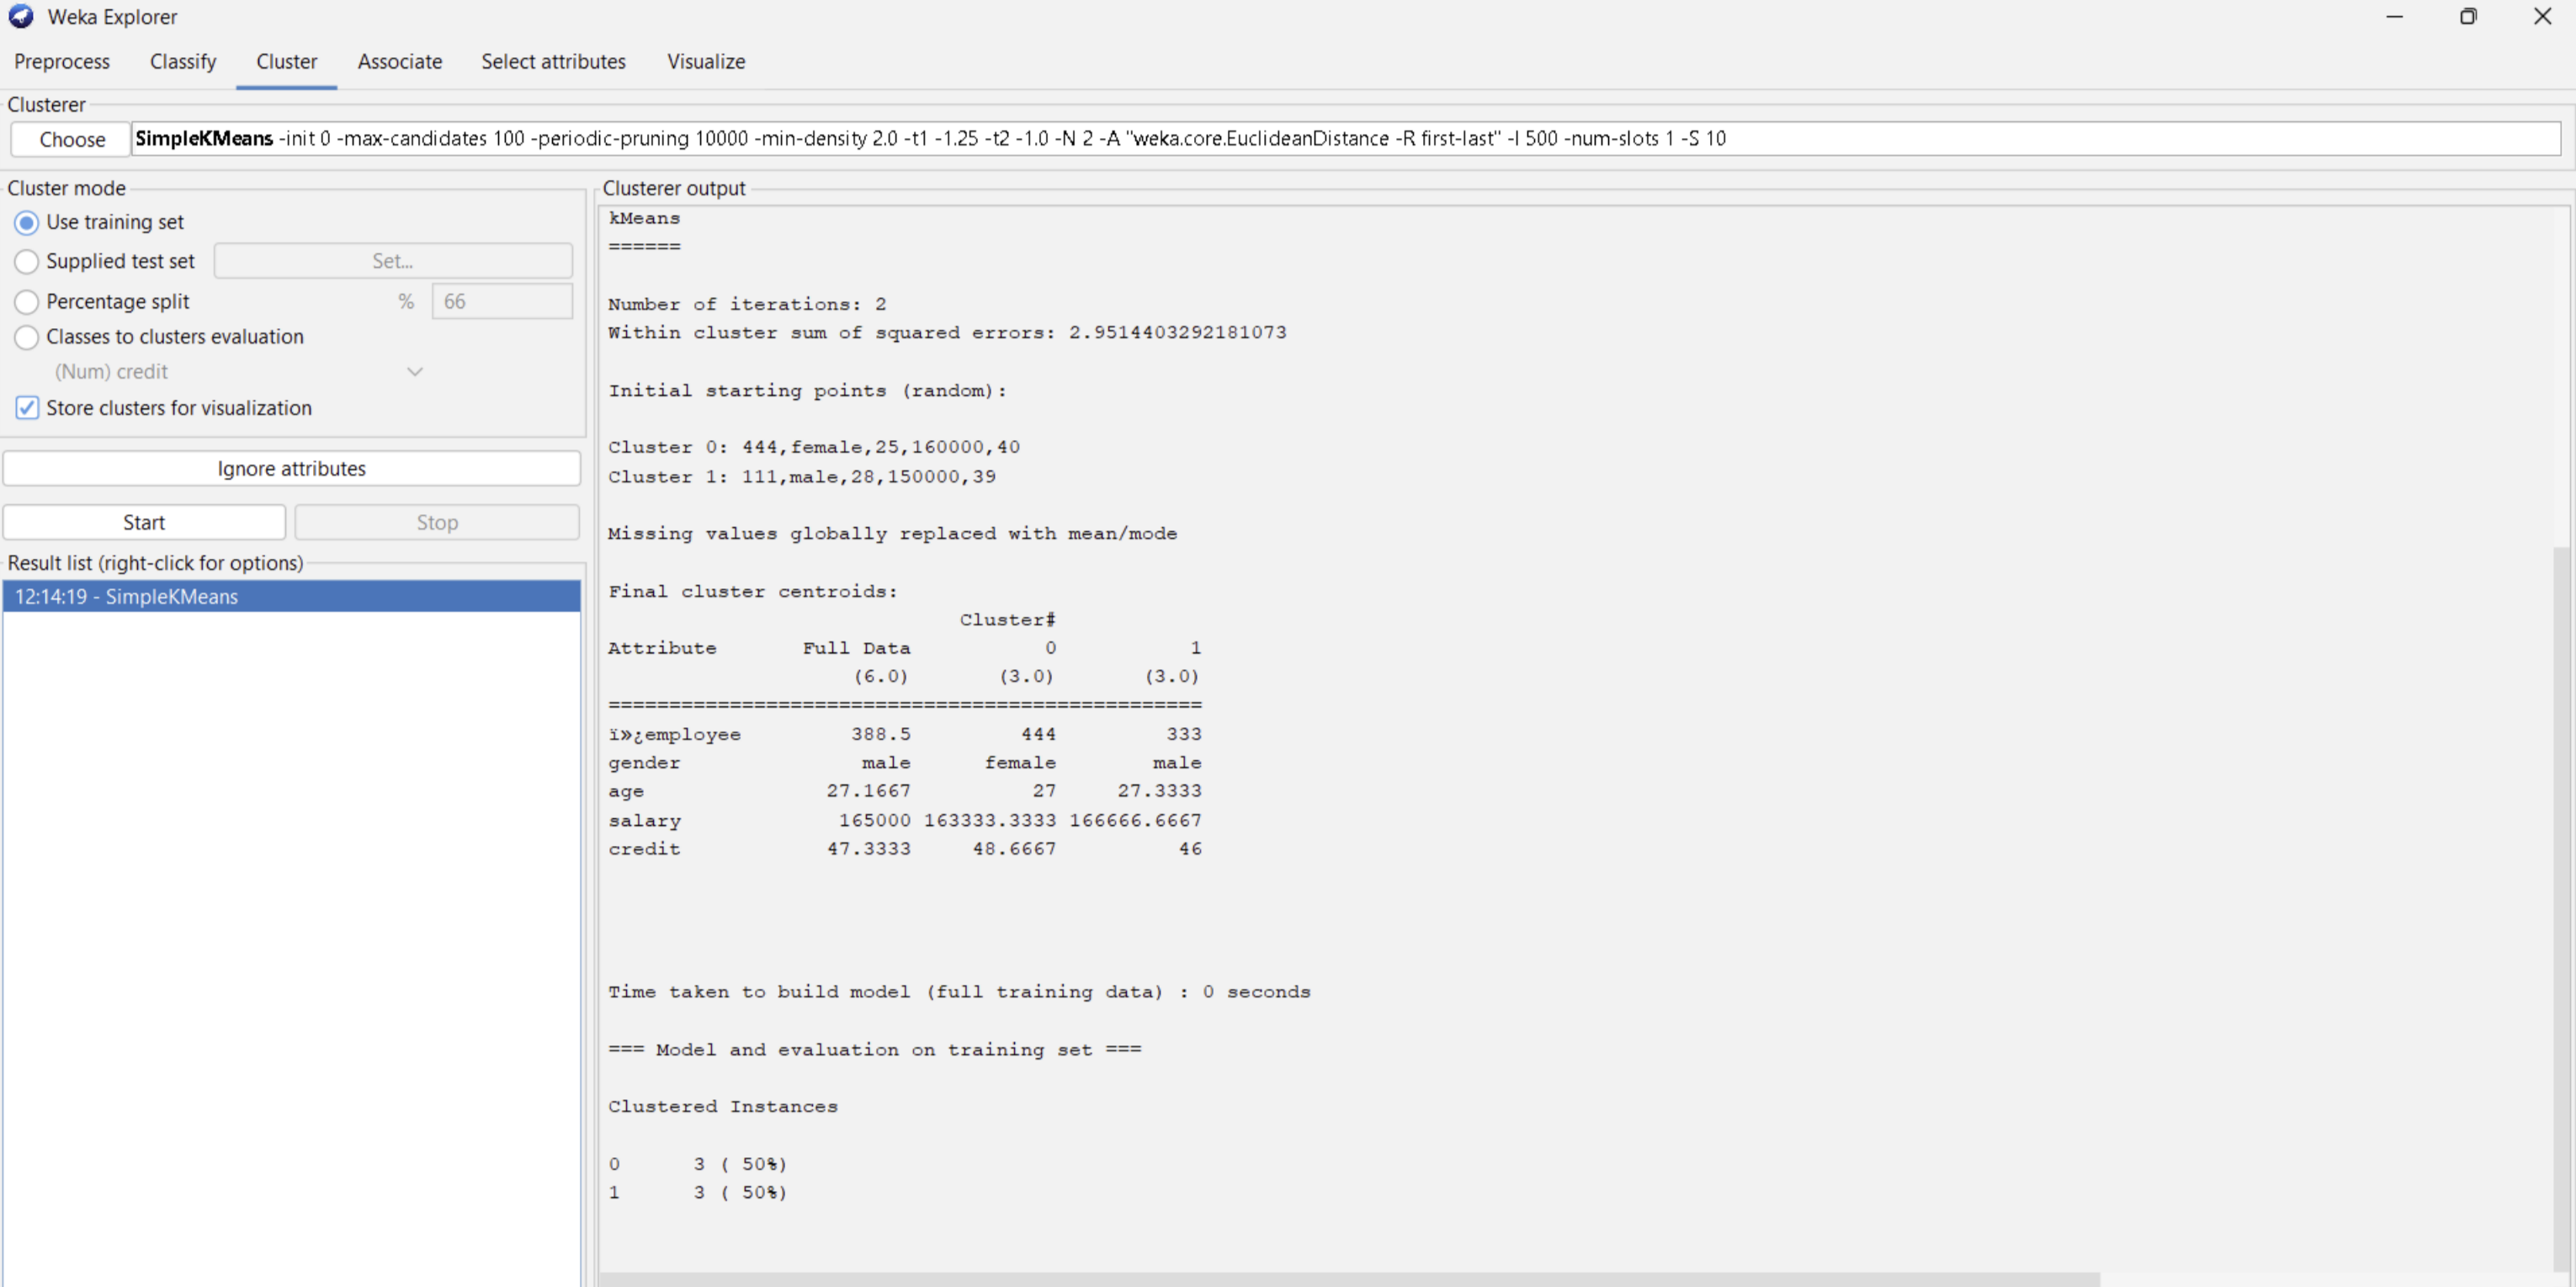 Weka Explorer
Preprocess Classify Cluster Associate Select attributes Visualize
Clusterer
Choose SimpleKMeans -init 0 -max-candidates 100 -periodic-pruning 10000 -min-density 2.0 -t1 -1.25 -t2 -1.0 -N 2 -A "weka.core.EuclideanDistance -R first-last" -I 500 -num-slots 1 -S 10
Cluster mode
Use training set
Supplied test set Set...
Percentage split % 66
Classes to clusters evaluation
(Num) credit
Store clusters for visualization
Ignore attributes
Start Stop
Result list (right-click for options)
12:14:19 - SimpleKMeans
Clusterer output
kMeans
======
Number of iterations: 2
Within cluster sum of squared errors: 2.9514403292181073
Initial starting points (random):
Cluster 0: 444,female,25,160000,40
Cluster 1: 111,male,28,150000,39
Missing values globally replaced with mean/mode
Final cluster centroids:
Cluster#
Attribute Full Data 0 1
(6.0) (3.0) (3.0)
=================================================
ï»¿employee 388.5 444 333
gender male female male
age 27.1667 27 27.3333
salary 165000 163333.3333 166666.6667
credit 47.3333 48.6667 46
Time taken to build model (full training data) : 0 seconds
=== Model and evaluation on training set ===
Clustered Instances
0 3 ( 50%)
1 3 ( 50%)